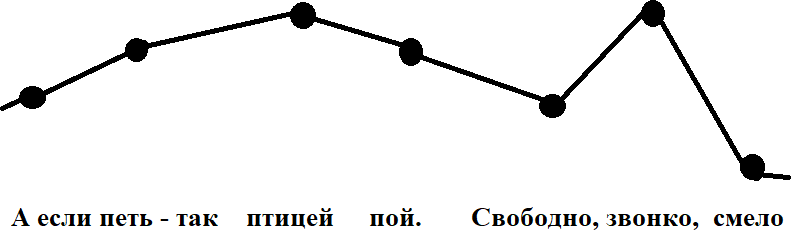 А если петь - так птицей пой. Свободно, звонко, смело